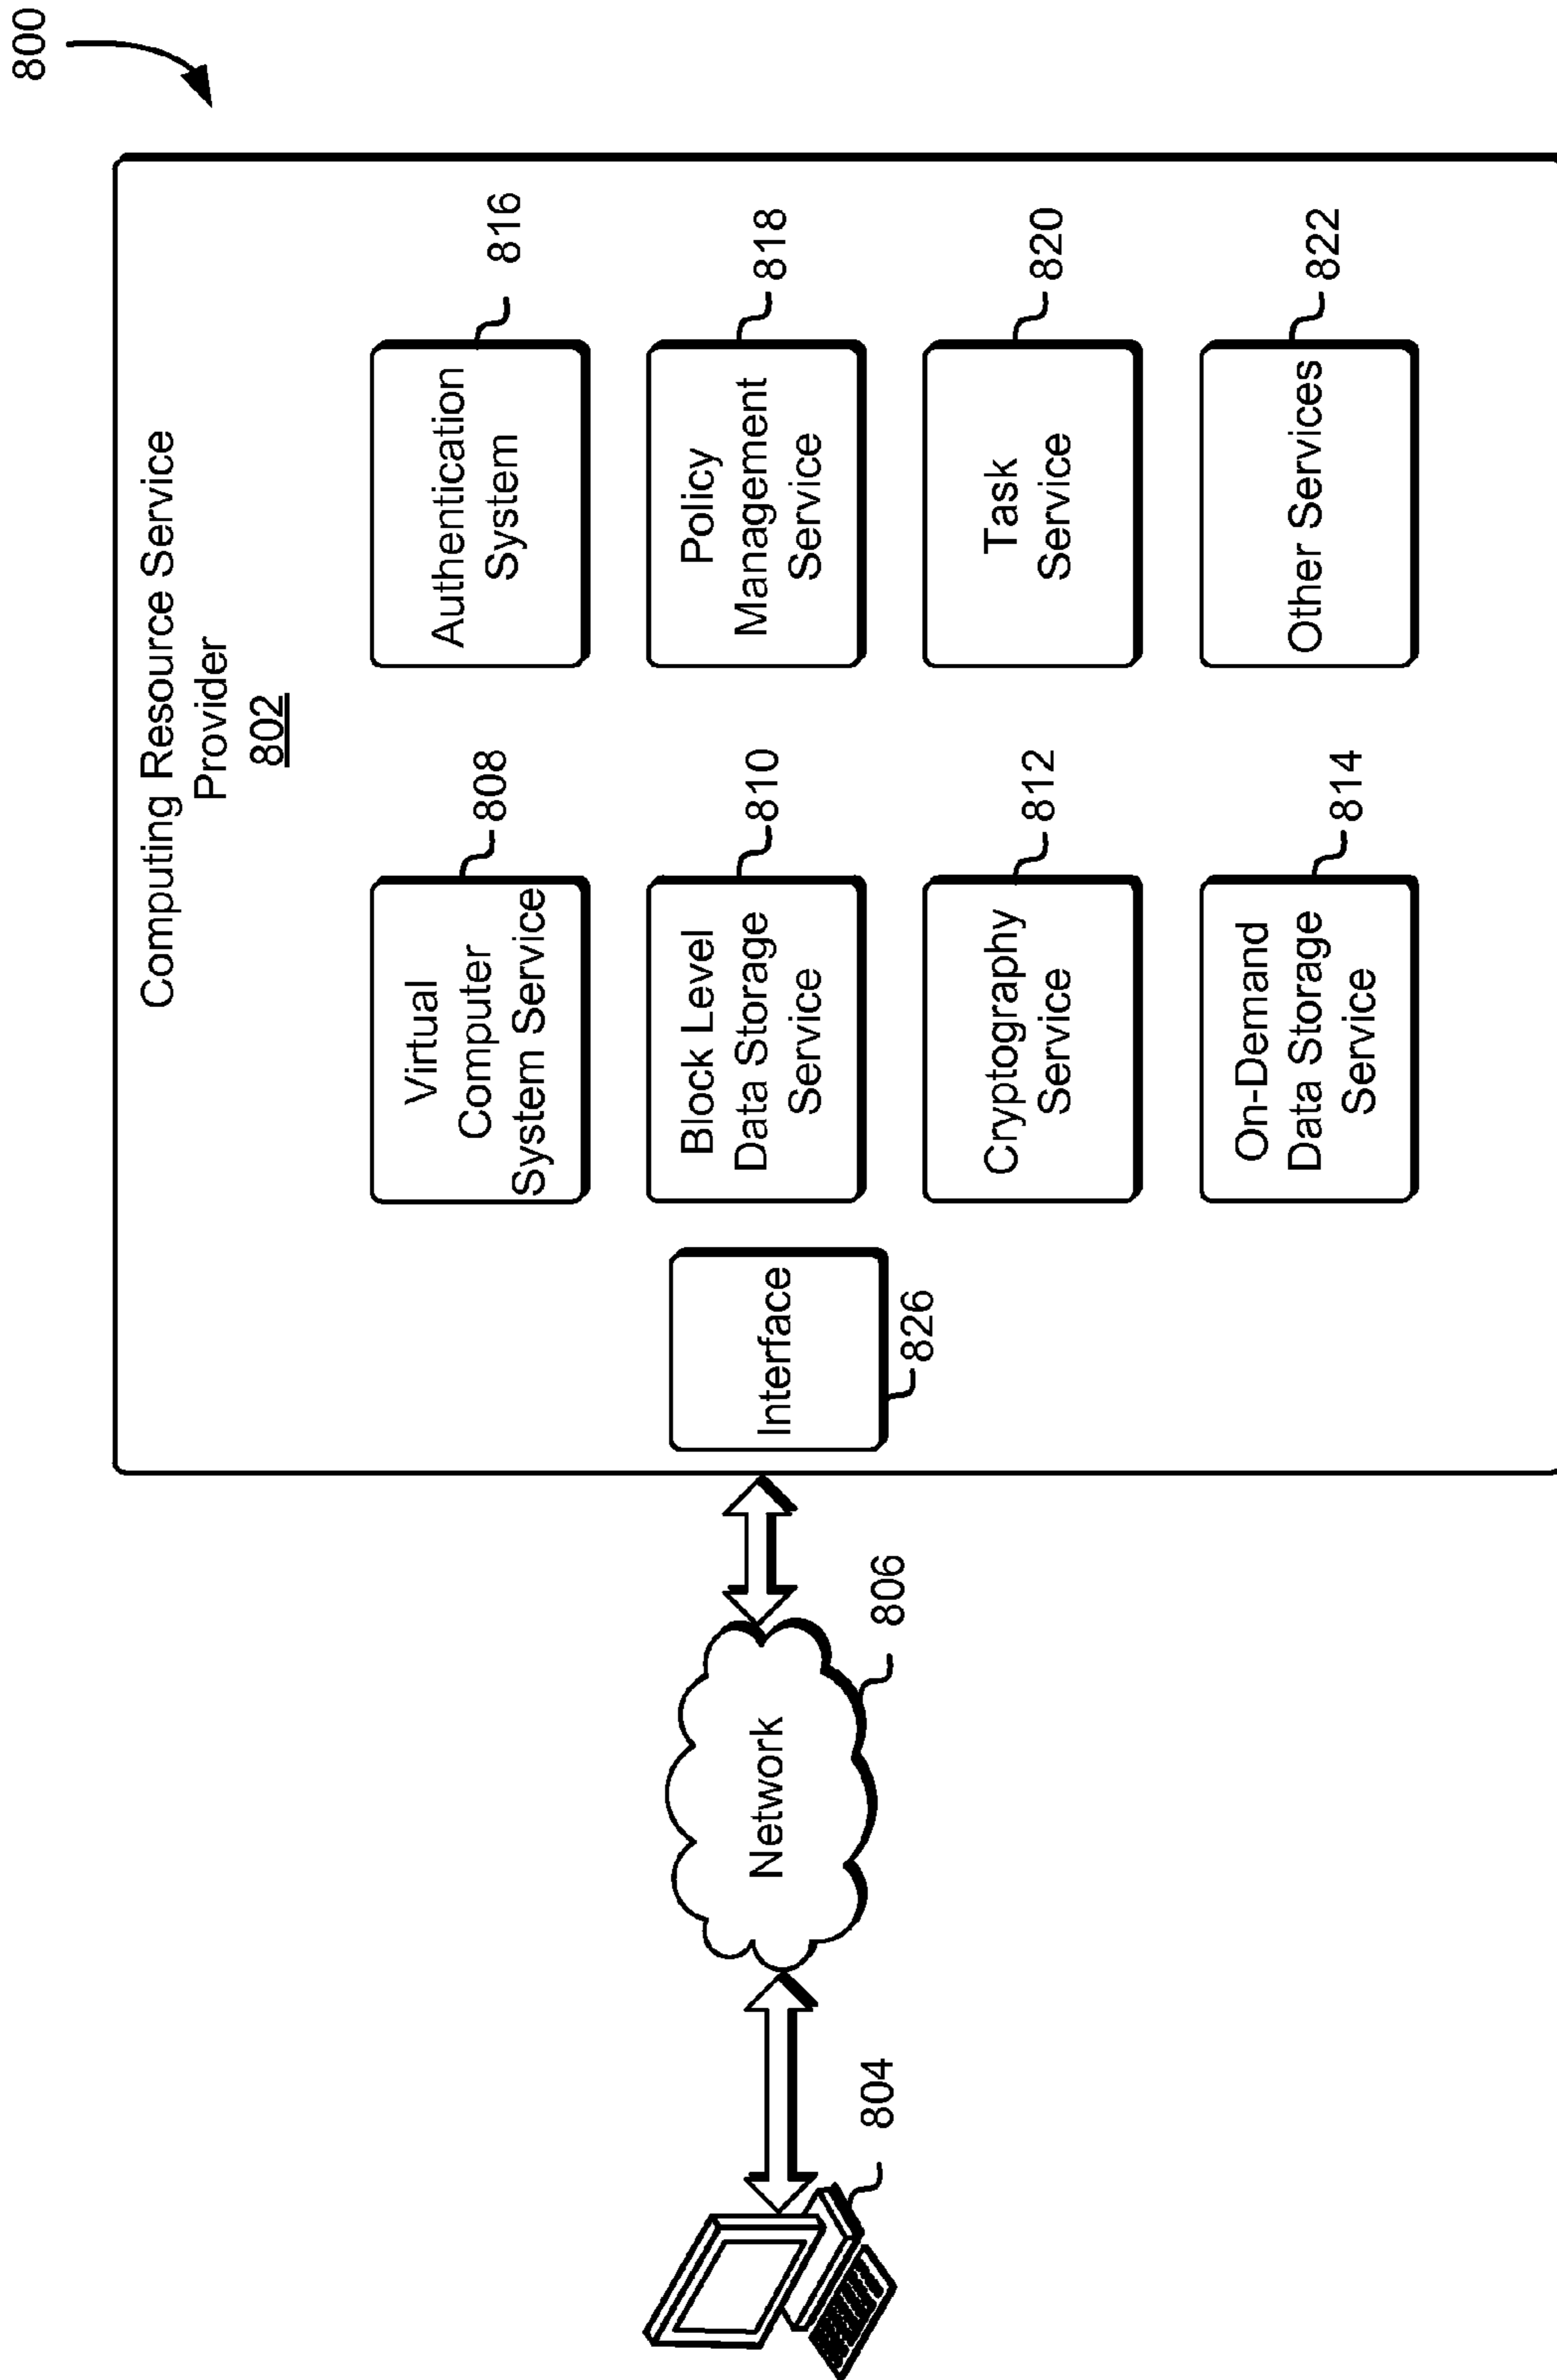 800
Computing Resource Service
Provider
802
Virtual
Computer
System Service
808
Authentication
System
816
Block Level
Data Storage
Service
810
Policy
Management
Service
818
Cryptography
Service
812
Task
Service
820
On-Demand
Data Storage
Service
814
Other Services
822
Interface
826
Network
806
804